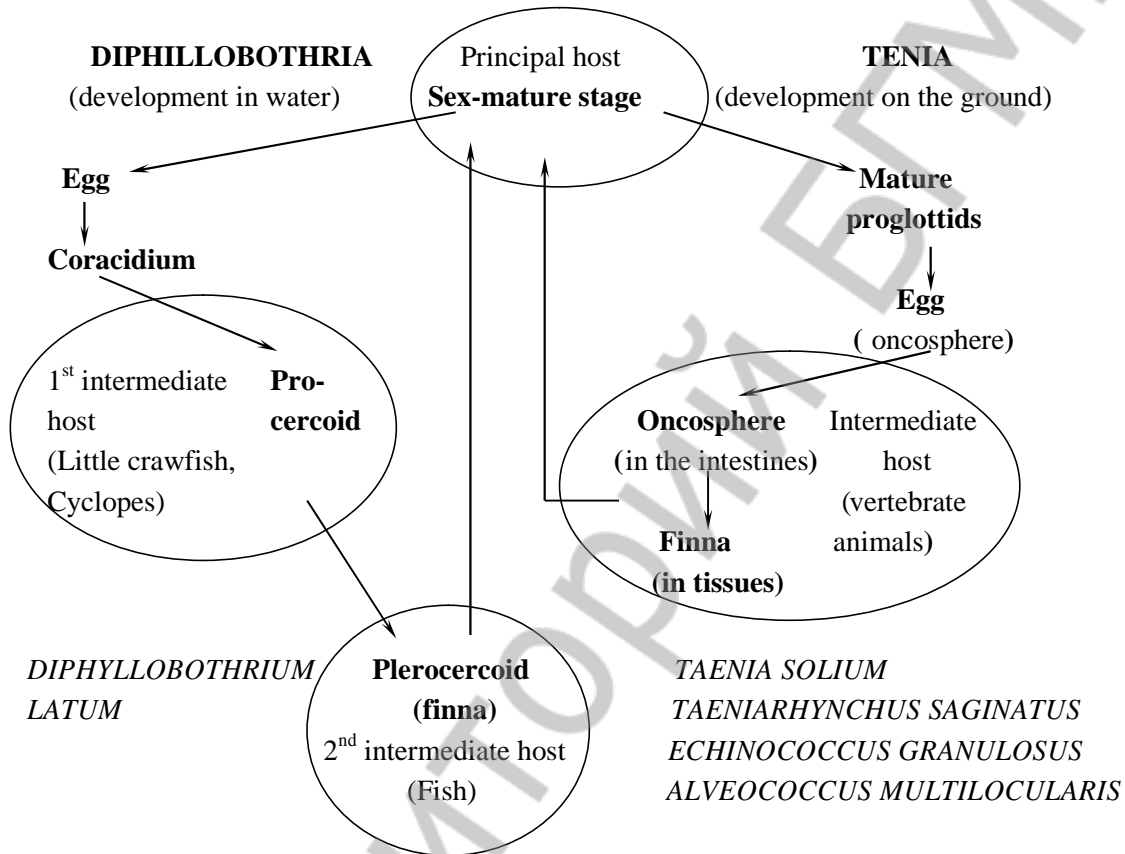 DIPHILLOBOTHRIA
(development in water)
Principal host
Sex-mature stage
TENIA
(development on the ground)
Egg
Coracidium
1st intermediate
host
(Little crawfish,
Cyclopes)
Pro-
cercoid
Mature
proglottids
Egg
( oncosphere)
Oncosphere
(in the intestines)
Finna
(in tissues)
Intermediate
host
(vertebrate
animals)
DIPHYLLOBOTHRIUM
LATUM
Plerocercoid
(finna)
2nd intermediate host
(Fish)
TAENIA SOLIUM
TAENIARHYNCHUS SAGINATUS
ECHINOCOCCUS GRANULOSUS
ALVEOCOCCUS MULTILOCULARIS